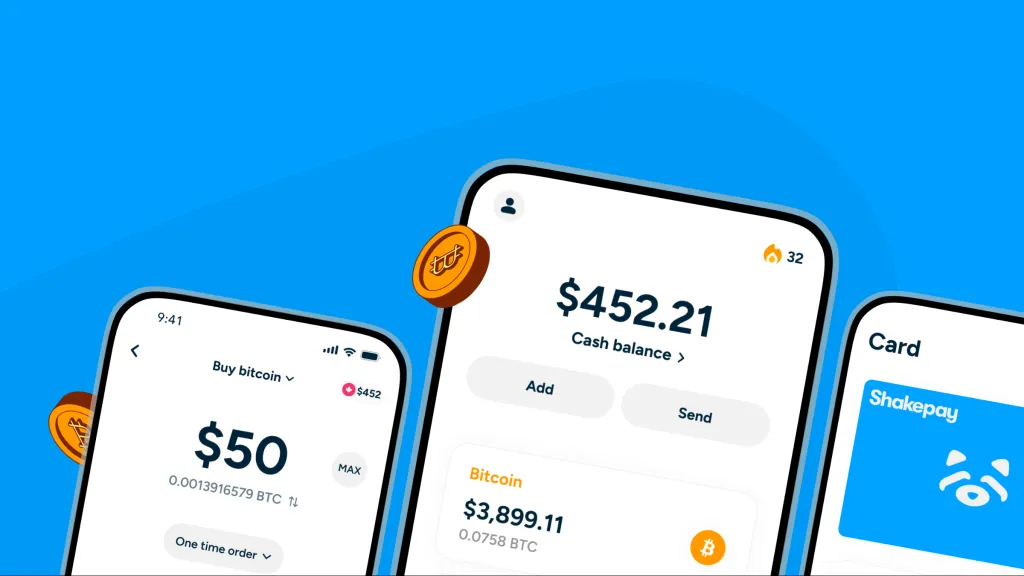 9:41
Buy bitcoin
$452
$50
MAX
0.0013916579 BTC
One time order
32
$452.21
Cash balance
Add
Send
Bitcoin
$3,899.11
0.0758 BTC
Card
Shakepay